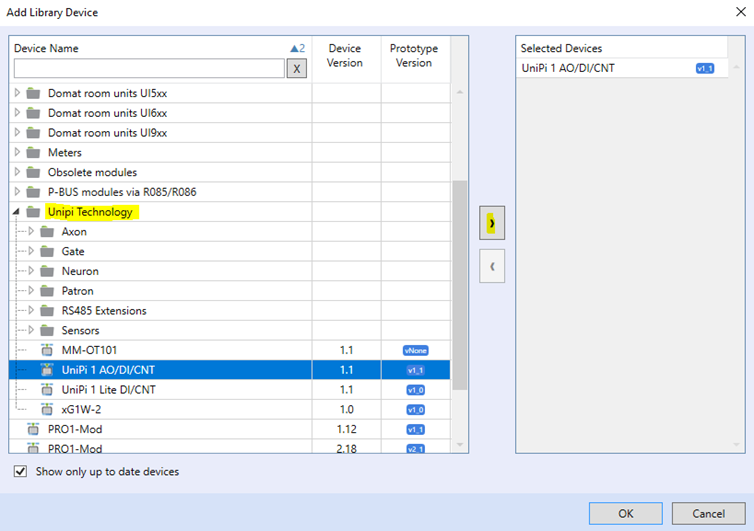 Add Library Device
Device Name 2 Device Version Prototype Version
X
Domat room units UI5xx
Domat room units UI6xx
Domat room units UI9xx
Meters
Obsolete modules
P-BUS modules via R085/R086
Unipi Technology
Axon
Gate
Neuron
Patron
RS485 Extensions
Sensors
MM-OT101 1.1 vNone
UniPi 1 AO/DI/CNT 1.1 v1_1
UniPi 1 Lite DI/CNT 1.1 v1_0
xG1W-2 1.0 v1_0
PRO1-Mod 1.12 v1_1
PRO1-Mod 2.18 v2_1
Show only up to date devices
Selected Devices
UniPi 1 AO/DI/CNT v1_1
OK Cancel